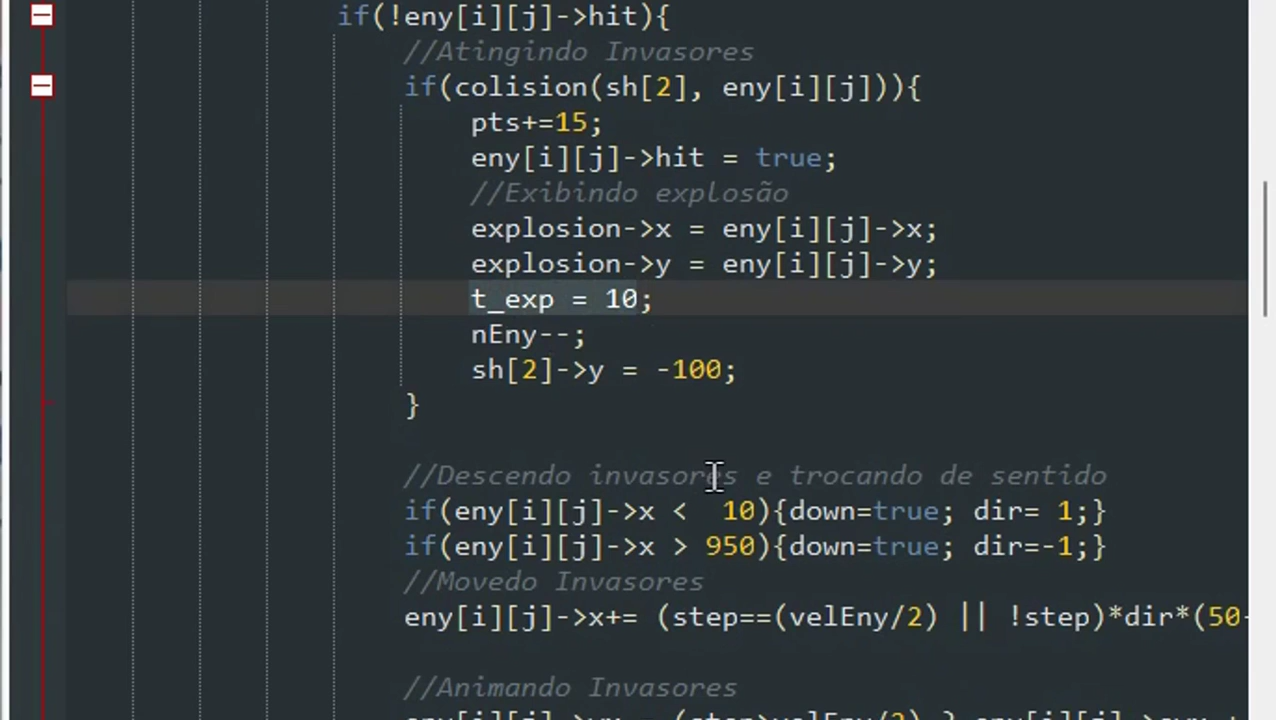 if(!eny[i][j]->hit){
//Atingindo Invasores
if(colision(sh[2], eny[i][j])){
pts+=15;
eny[i][j]->hit = true;
//Exibindo explosão
explosion->x = eny[i][j]->x;
explosion->y = eny[i][j]->y;
t_exp = 10;
nEny--;
sh[2]->y = -100;
}
//Descendo invasores e trocando de sentido
if(eny[i][j]->x <  10){down=true; dir= 1;}
if(eny[i][j]->x > 950){down=true; dir=-1;}
//Movedo Invasores
eny[i][j]->x+= (step==(velEny/2) || !step)*dir*(50-
//Animando Invasores